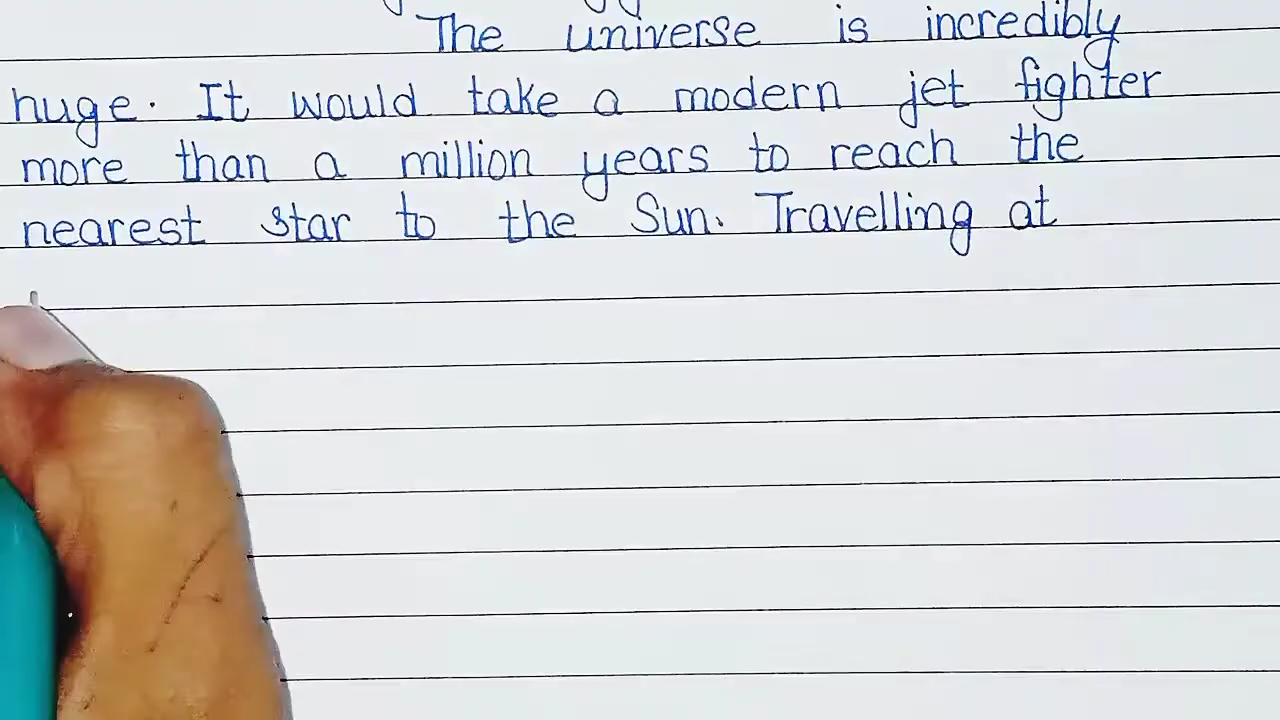 The universe is incredibly
huge. It would take a modern jet fighter
more than a million years to reach the
nearest star to the Sun. Travelling at